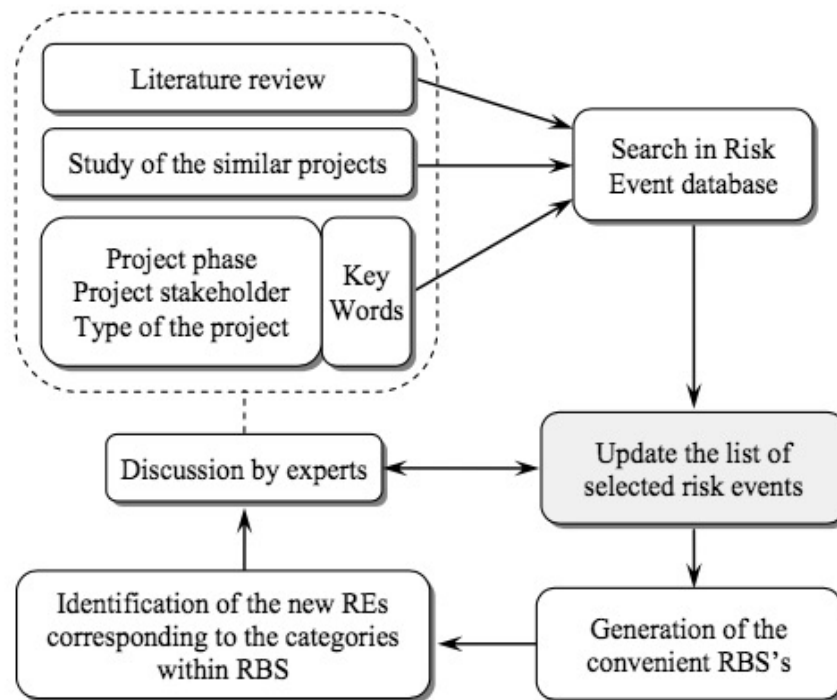 Literature review
Study of the similar projects
Project phase
Project stakeholder
Type of the project
Key
Words
Search in Risk
Event database
Discussion by experts
Update the list of
selected risk events
Identification of the new REs
corresponding to the categories
within RBS
Generation of the
convenient RBS's